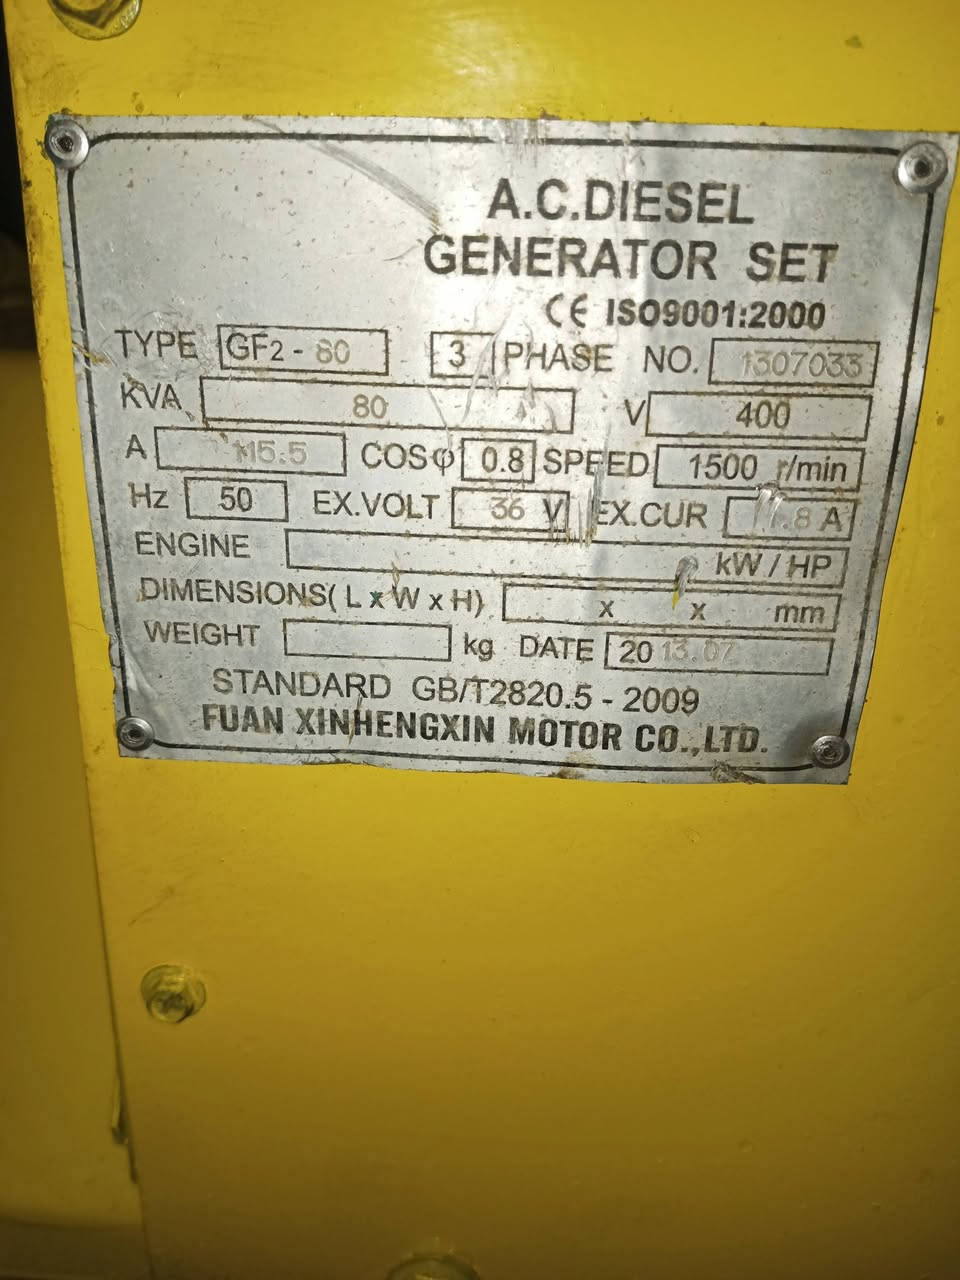 A.C.DIESEL
GENERATOR SET
CE ISO9001:2000
TYPE GF2-80 3 PHASE NO. 1307033
KVA 80 V 400
A 115.5 COSφ 0.8 SPEED 1500 r/min
Hz 50 EX.VOLT 36 V EX.CUR A
ENGINE kW / HP
DIMENSIONS( L x W x H) x x mm
WEIGHT kg DATE 2013.07
STANDARD GB/T2820.5 - 2009
FUAN XINHENGXIN MOTOR CO.,LTD.